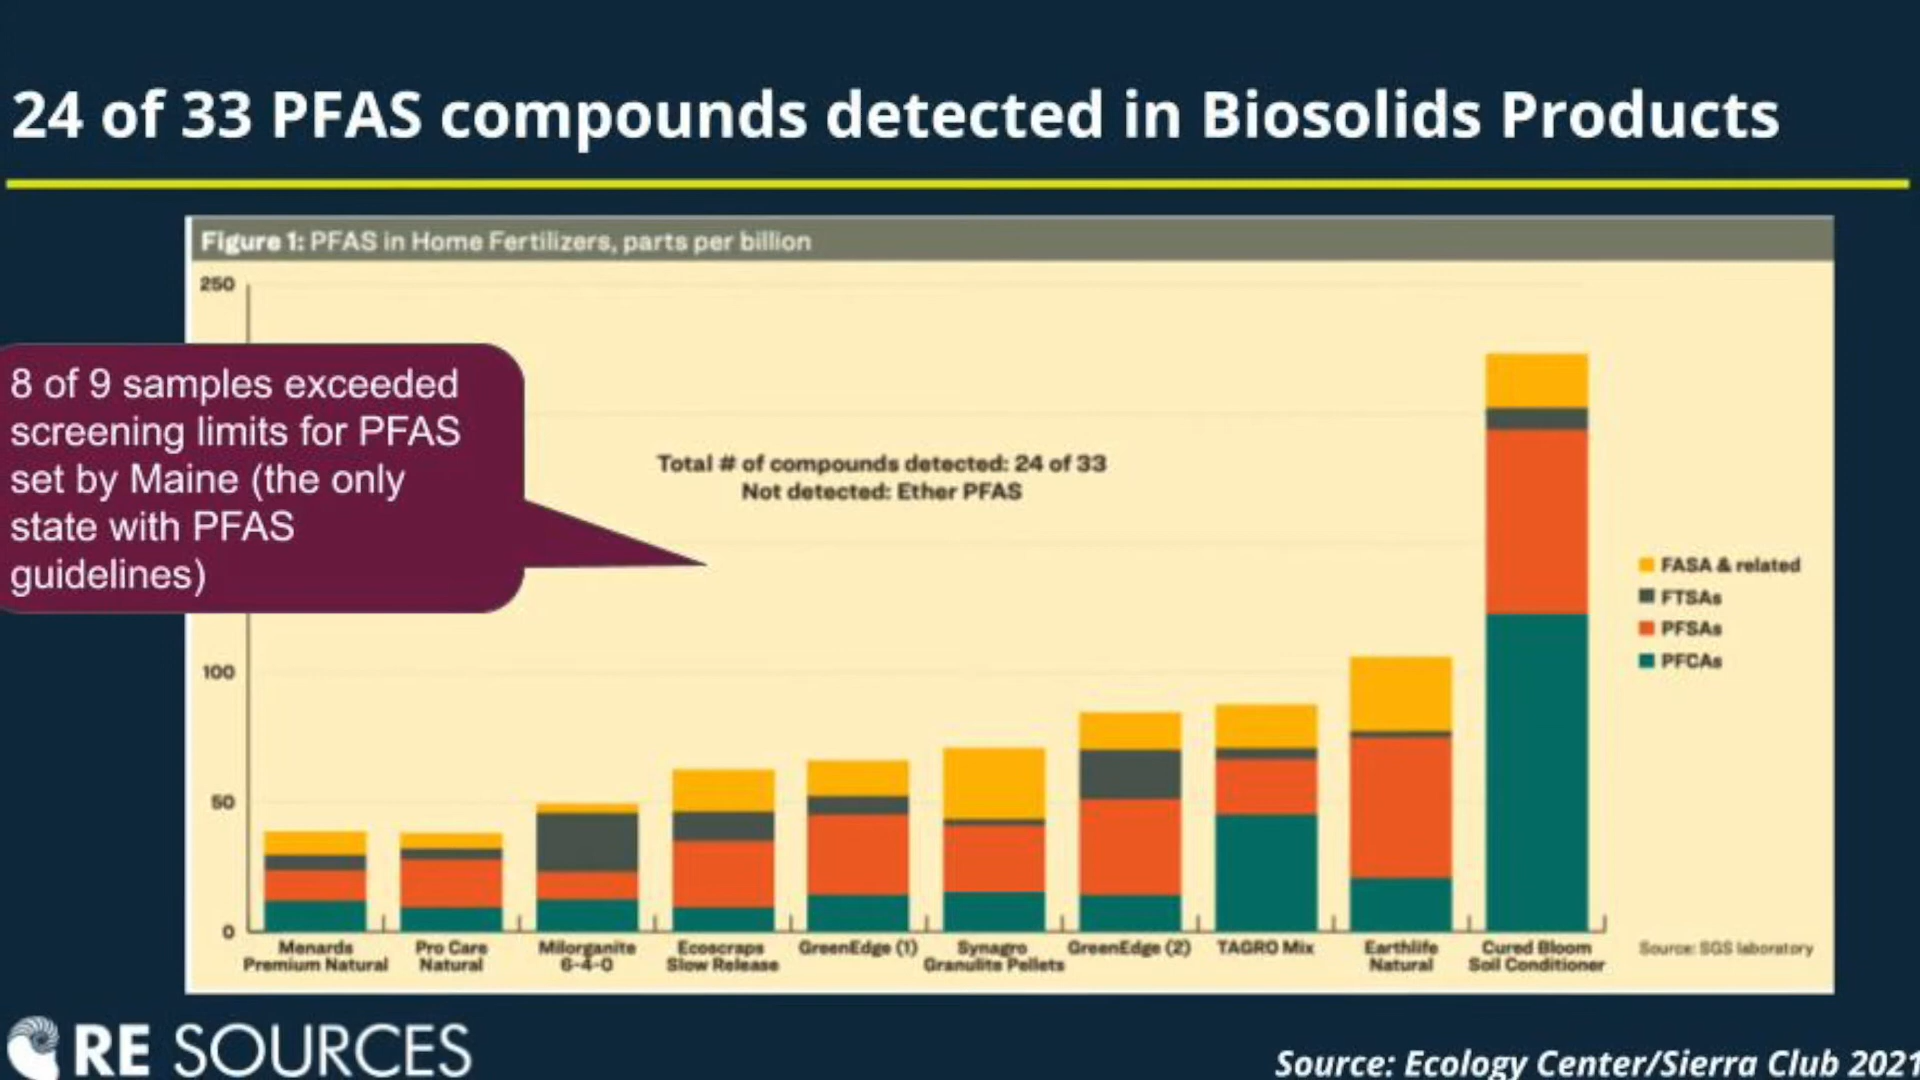 24 of 33 PFAS compounds detected in Biosolids Products
Figure 1: PFAS in Home Fertilizers, parts per billion
250
8 of 9 samples exceeded
screening limits for PFAS
set by Maine (the only
state with PFAS
guidelines)
Total # of compounds detected: 24 of 33
Not detected: Ether PFAS
FASA & related
FTSAs
PFSAs
PFCAs
100
50
0
Menards
Premium Natural
Pro Care
Natural
Milorganite
6-4-0
Ecoscraps
Slow Release
GreenEdge (1)
Synagro
Granulite Pellets
GreenEdge (2)
TAGRO Mix
Earthlife
Natural
Cured Bloom
Soil Conditioner
Source: SGS laboratory
RE SOURCES
Source: Ecology Center/Sierra Club 2021